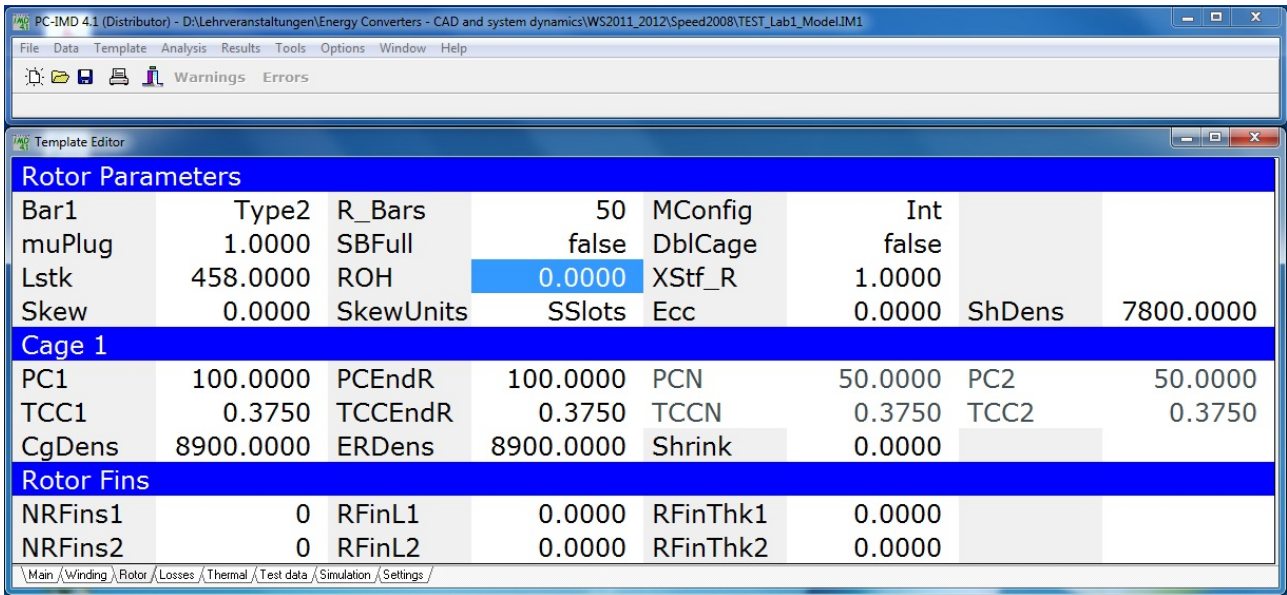 PC-IMD 4.1 (Distributor) - D:\Lehrveranstaltungen\Energy Converters - CAD and system dynamics\WS2011_2012\Speed2008\TEST_Lab1_Model.IM1
File Data Template Analysis Results Tools Options Window Help
Warnings Errors
Template Editor
Rotor Parameters
Bar1 Type2 R_Bars 50 MConfig Int
muPlug 1.0000 SBFull false DblCage false
Lstk 458.0000 ROH 0.0000 XStf_R 1.0000
Skew 0.0000 SkewUnits SSlots Ecc 0.0000 ShDens 7800.0000
Cage 1
PC1 100.0000 PCEndR 100.0000 PCN 50.0000 PC2 50.0000
TCC1 0.3750 TCCEndR 0.3750 TCCN 0.3750 TCC2 0.3750
CgDens 8900.0000 ERDens 8900.0000 Shrink 0.0000
Rotor Fins
NRFins1 0 RFinL1 0.0000 RFinThk1 0.0000
NRFins2 0 RFinL2 0.0000 RFinThk2 0.0000
Main Winding Rotor Losses Thermal Test data Simulation Settings